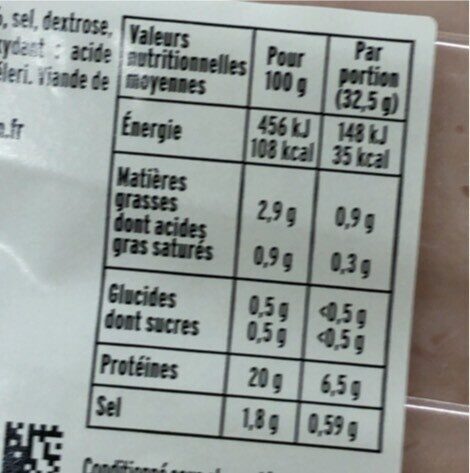 , sel, dextrose,
acide
Viande de
.fr
Valeurs
nutritionnelles
moyennes
Pour
100 g
Par
portion
(32,5 g)
Énergie
456 kJ
148 kJ
108 kcal
35 kcal
Matières
grasses
2,9 g
0,9 g
dont acides
gras saturés
0,9 g
0,3 g
Glucides
0,5 g
<0,5 g
dont sucres
0,5 g
<0,5 g
Protéines
20 g
6,5 g
Sel
1,8 g
0,59 g